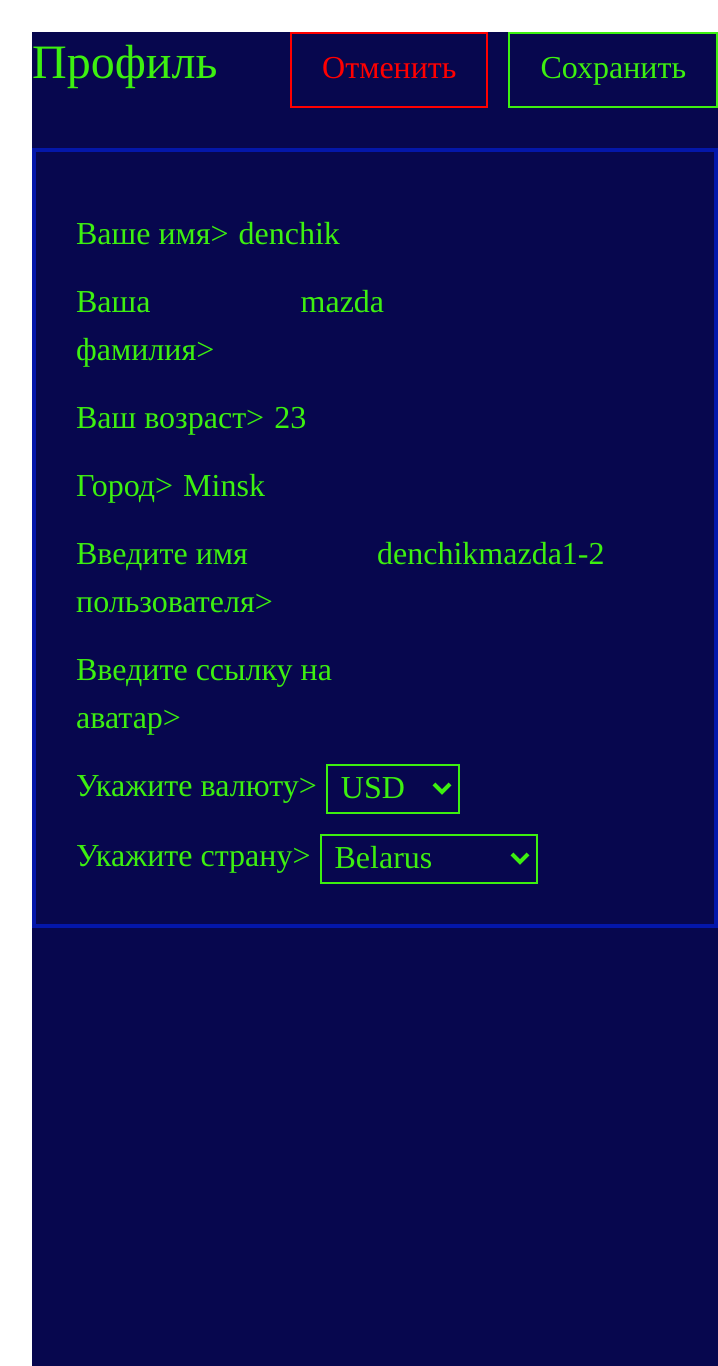 Профиль Отменить Сохранить
Ваше имя> denchik
Ваша mazda
фамилия>
Ваш возраст> 23
Город> Minsk
Введите имя denchikmazda1-2
пользователя>
Введите ссылку на
аватар>
Укажите валюту> USD
Укажите страну> Belarus